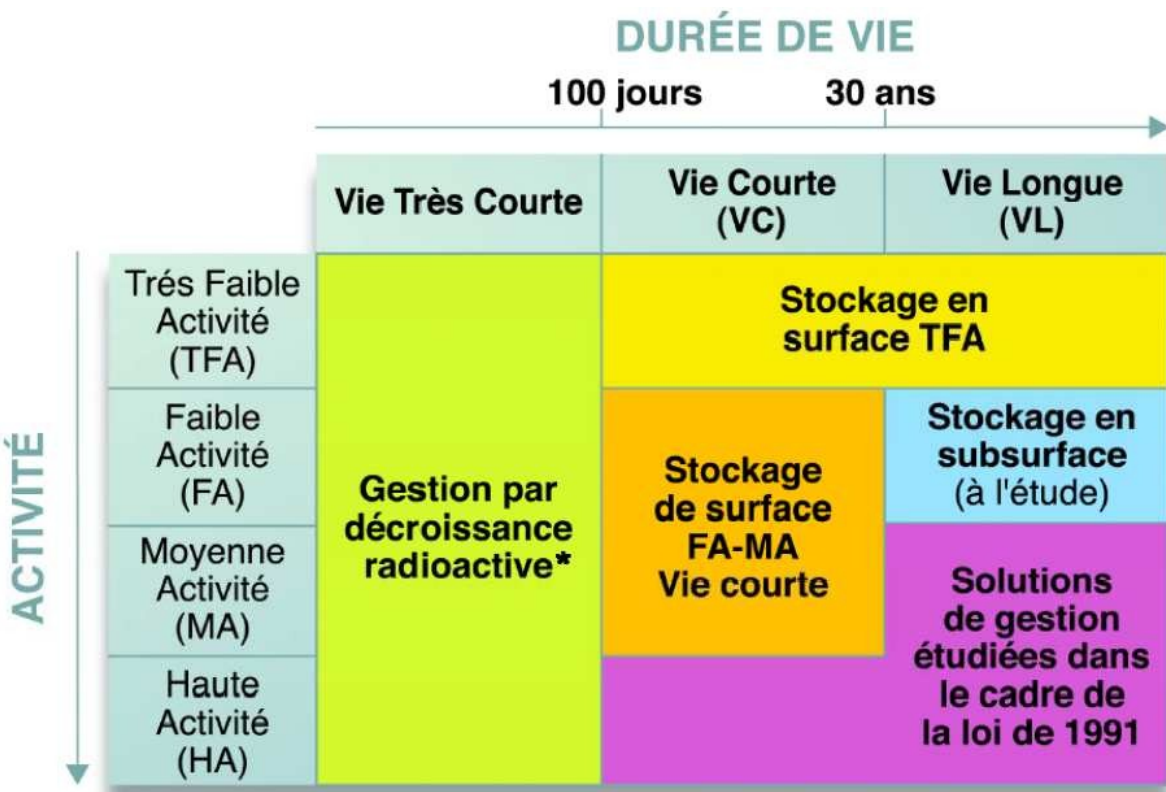 DURÉE DE VIE
100 jours
30 ans
Vie Très Courte
Vie Courte
(VC)
Vie Longue
(VL)
ACTIVITÉ
Trés Faible
Activité
(TFA)
Stockage en
surface TFA
Faible
Activité
(FA)
Gestion par
décroissance
radioactive*
Stockage
de surface
FA-MA
Vie courte
Stockage en
subsurface
(à l'étude)
Moyenne
Activité
(MA)
Solutions
de gestion
étudiées dans
le cadre de
la loi de 1991
Haute
Activité
(HA)